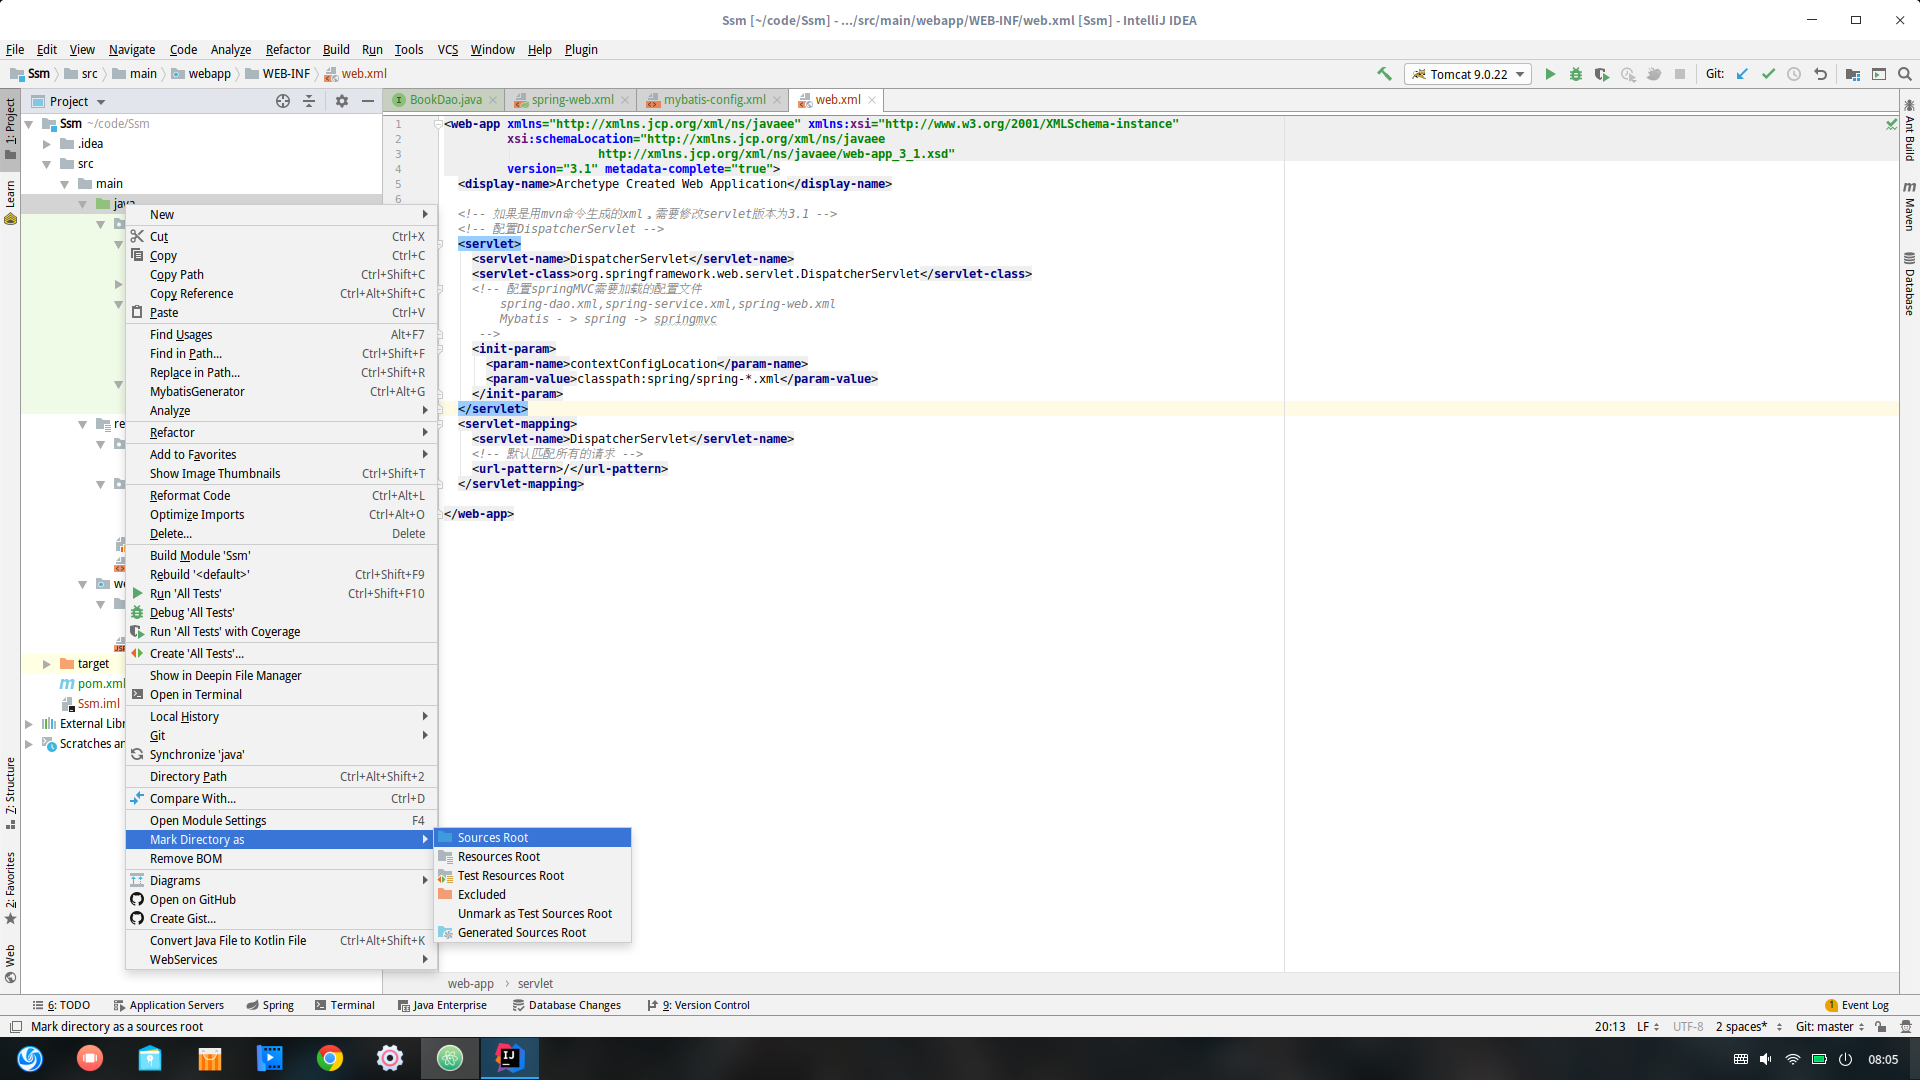 Ssm [~/code/Ssm] - .../src/main/webapp/WEB-INF/web.xml [Ssm] - IntelliJ IDEA
File Edit View Navigate Code Analyze Refactor Build Run Tools VCS Window Help Plugin
Ssm src main webapp WEB-INF web.xml
Tomcat 9.0.22 Git:
1: Project
Learn
7: Structure
2: Favorites
Web
Project
Ssm ~/code/Ssm
.idea
src
main
java
re
we
target
pom.xml
Ssm.iml
External Libr
Scratches an
New
Cut Ctrl+X
Copy Ctrl+C
Copy Path Ctrl+Shift+C
Copy Reference Ctrl+Alt+Shift+C
Paste Ctrl+V
Find Usages Alt+F7
Find in Path... Ctrl+Shift+F
Replace in Path... Ctrl+Shift+R
MybatisGenerator Ctrl+Alt+G
Analyze
Refactor
Add to Favorites
Show Image Thumbnails Ctrl+Shift+T
Reformat Code Ctrl+Alt+L
Optimize Imports Ctrl+Alt+O
Delete... Delete
Build Module 'Ssm'
Rebuild '<default>' Ctrl+Shift+F9
Run 'All Tests' Ctrl+Shift+F10
Debug 'All Tests'
Run 'All Tests' with Coverage
Create 'All Tests'...
Show in Deepin File Manager
Open in Terminal
Local History
Git
Synchronize 'java'
Directory Path Ctrl+Alt+Shift+2
Compare With... Ctrl+D
Open Module Settings F4
Mark Directory as
Remove BOM
Diagrams
Open on GitHub
Create Gist...
Convert Java File to Kotlin File Ctrl+Alt+Shift+K
WebServices
Sources Root
Resources Root
Test Resources Root
Excluded
Unmark as Test Sources Root
Generated Sources Root
BookDao.java spring-web.xml mybatis-config.xml web.xml
1 <web-app xmlns="http://xmlns.jcp.org/xml/ns/javaee" xmlns:xsi="http://www.w3.org/2001/XMLSchema-instance"
2 xsi:schemaLocation="http://xmlns.jcp.org/xml/ns/javaee
3 http://xmlns.jcp.org/xml/ns/javaee/web-app_3_1.xsd"
4 version="3.1" metadata-complete="true">
5 <display-name>Archetype Created Web Application</display-name>
6
<!-- 如果是用mvn命令生成的xml，需要修改servlet版本为3.1 -->
<!-- 配置DispatcherServlet -->
<servlet>
<servlet-name>DispatcherServlet</servlet-name>
<servlet-class>org.springframework.web.servlet.DispatcherServlet</servlet-class>
<!-- 配置springMVC需要加载的配置文件
spring-dao.xml,spring-service.xml,spring-web.xml
Mybatis - > spring -> springmvc
-->
<init-param>
<param-name>contextConfigLocation</param-name>
<param-value>classpath:spring/spring-*.xml</param-value>
</init-param>
</servlet>
<servlet-mapping>
<servlet-name>DispatcherServlet</servlet-name>
<!-- 默认匹配所有的请求 -->
<url-pattern>/</url-pattern>
</servlet-mapping>
</web-app>
web-app servlet
Ant Build
Maven
Database
6: TODO Application Servers Spring Terminal Java Enterprise Database Changes 9: Version Control 1 Event Log
Mark directory as a sources root 20:13 LF UTF-8 2 spaces* Git: master
08:05